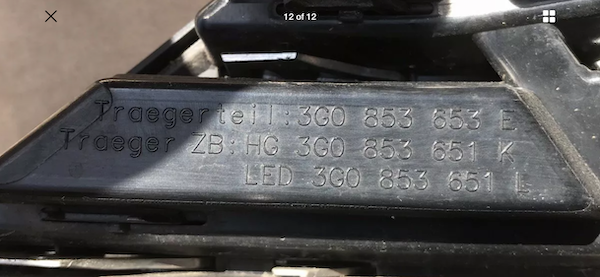 12 of 12
Traegerteil: 3G0 853 653 E
Traeger ZB: HG 3G0 853 651 K
LED 3G0 853 651 L